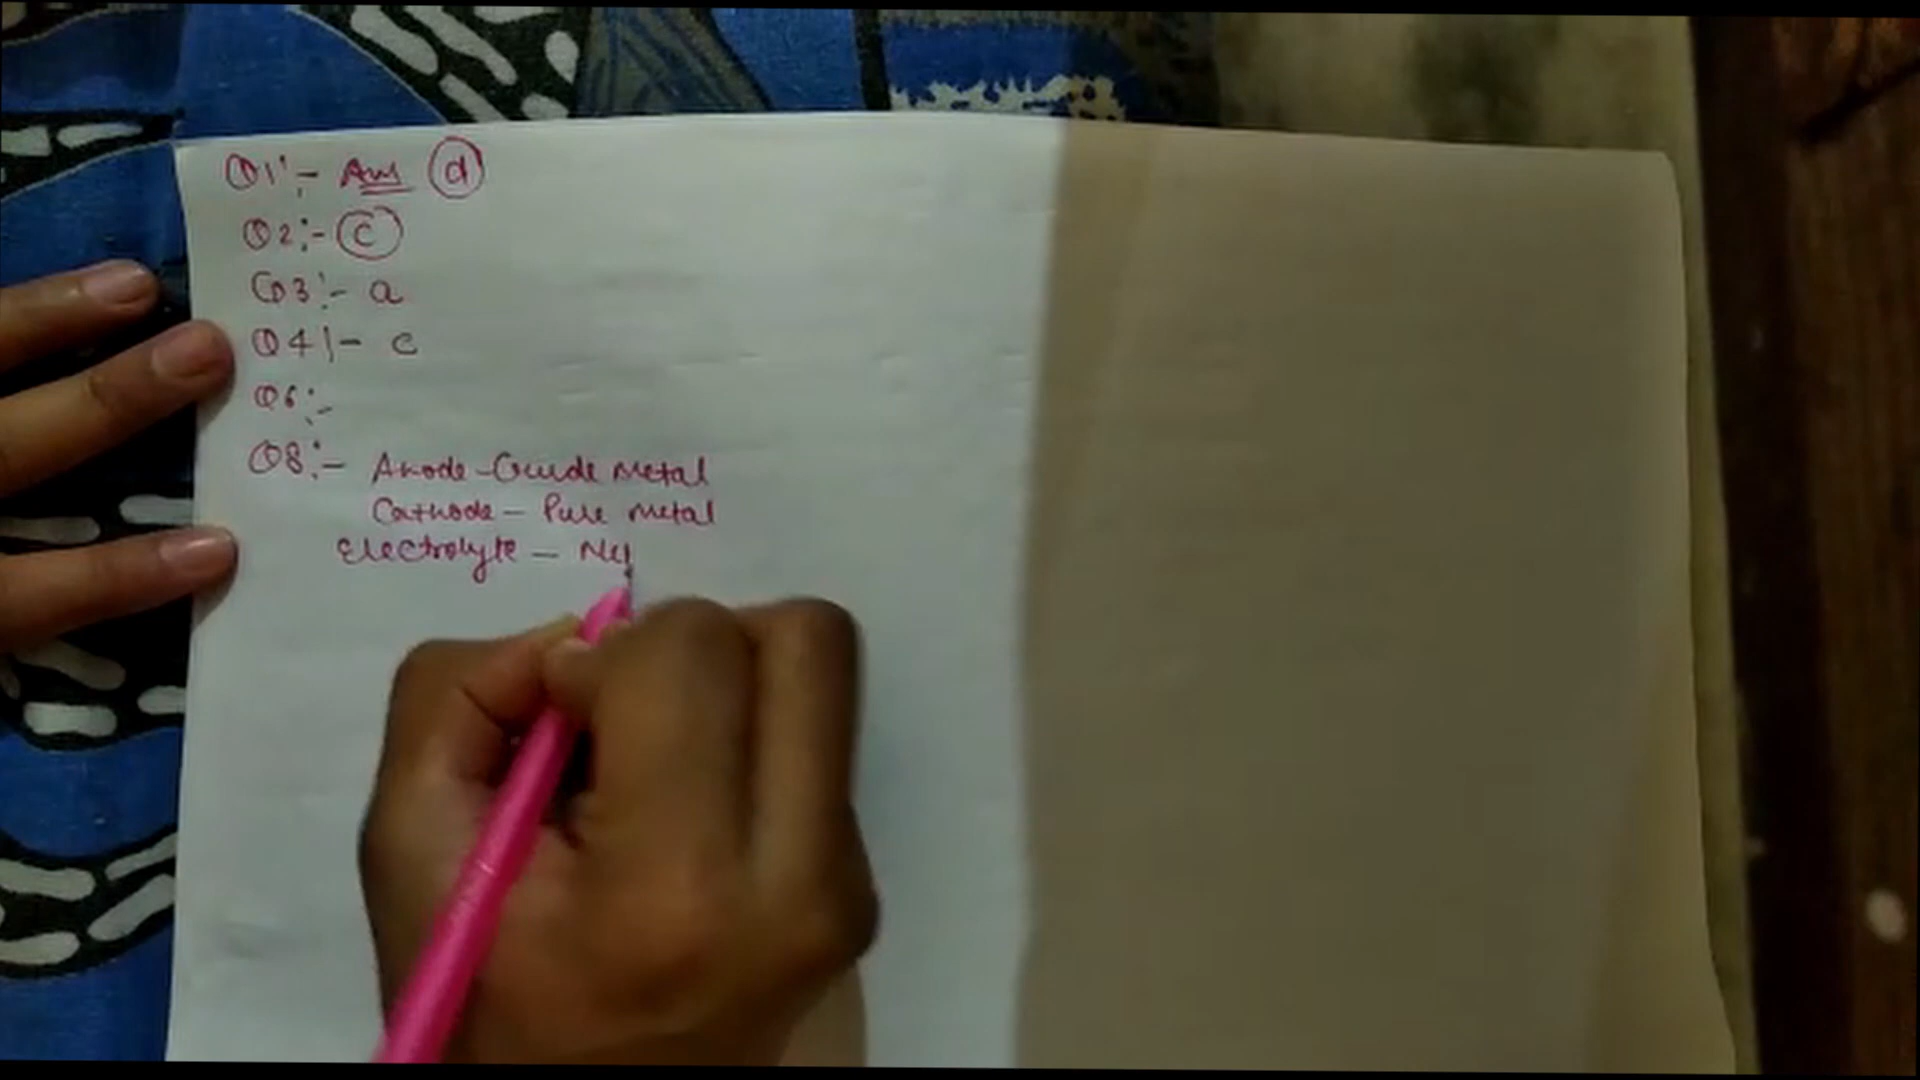 Q1:- Ans (d)
Q2:- (c)
Q3:- a
Q4:- c
Q6:-
Q8:- Anode - Crude Metal
Cathode - Pure Metal
Electrolyte -